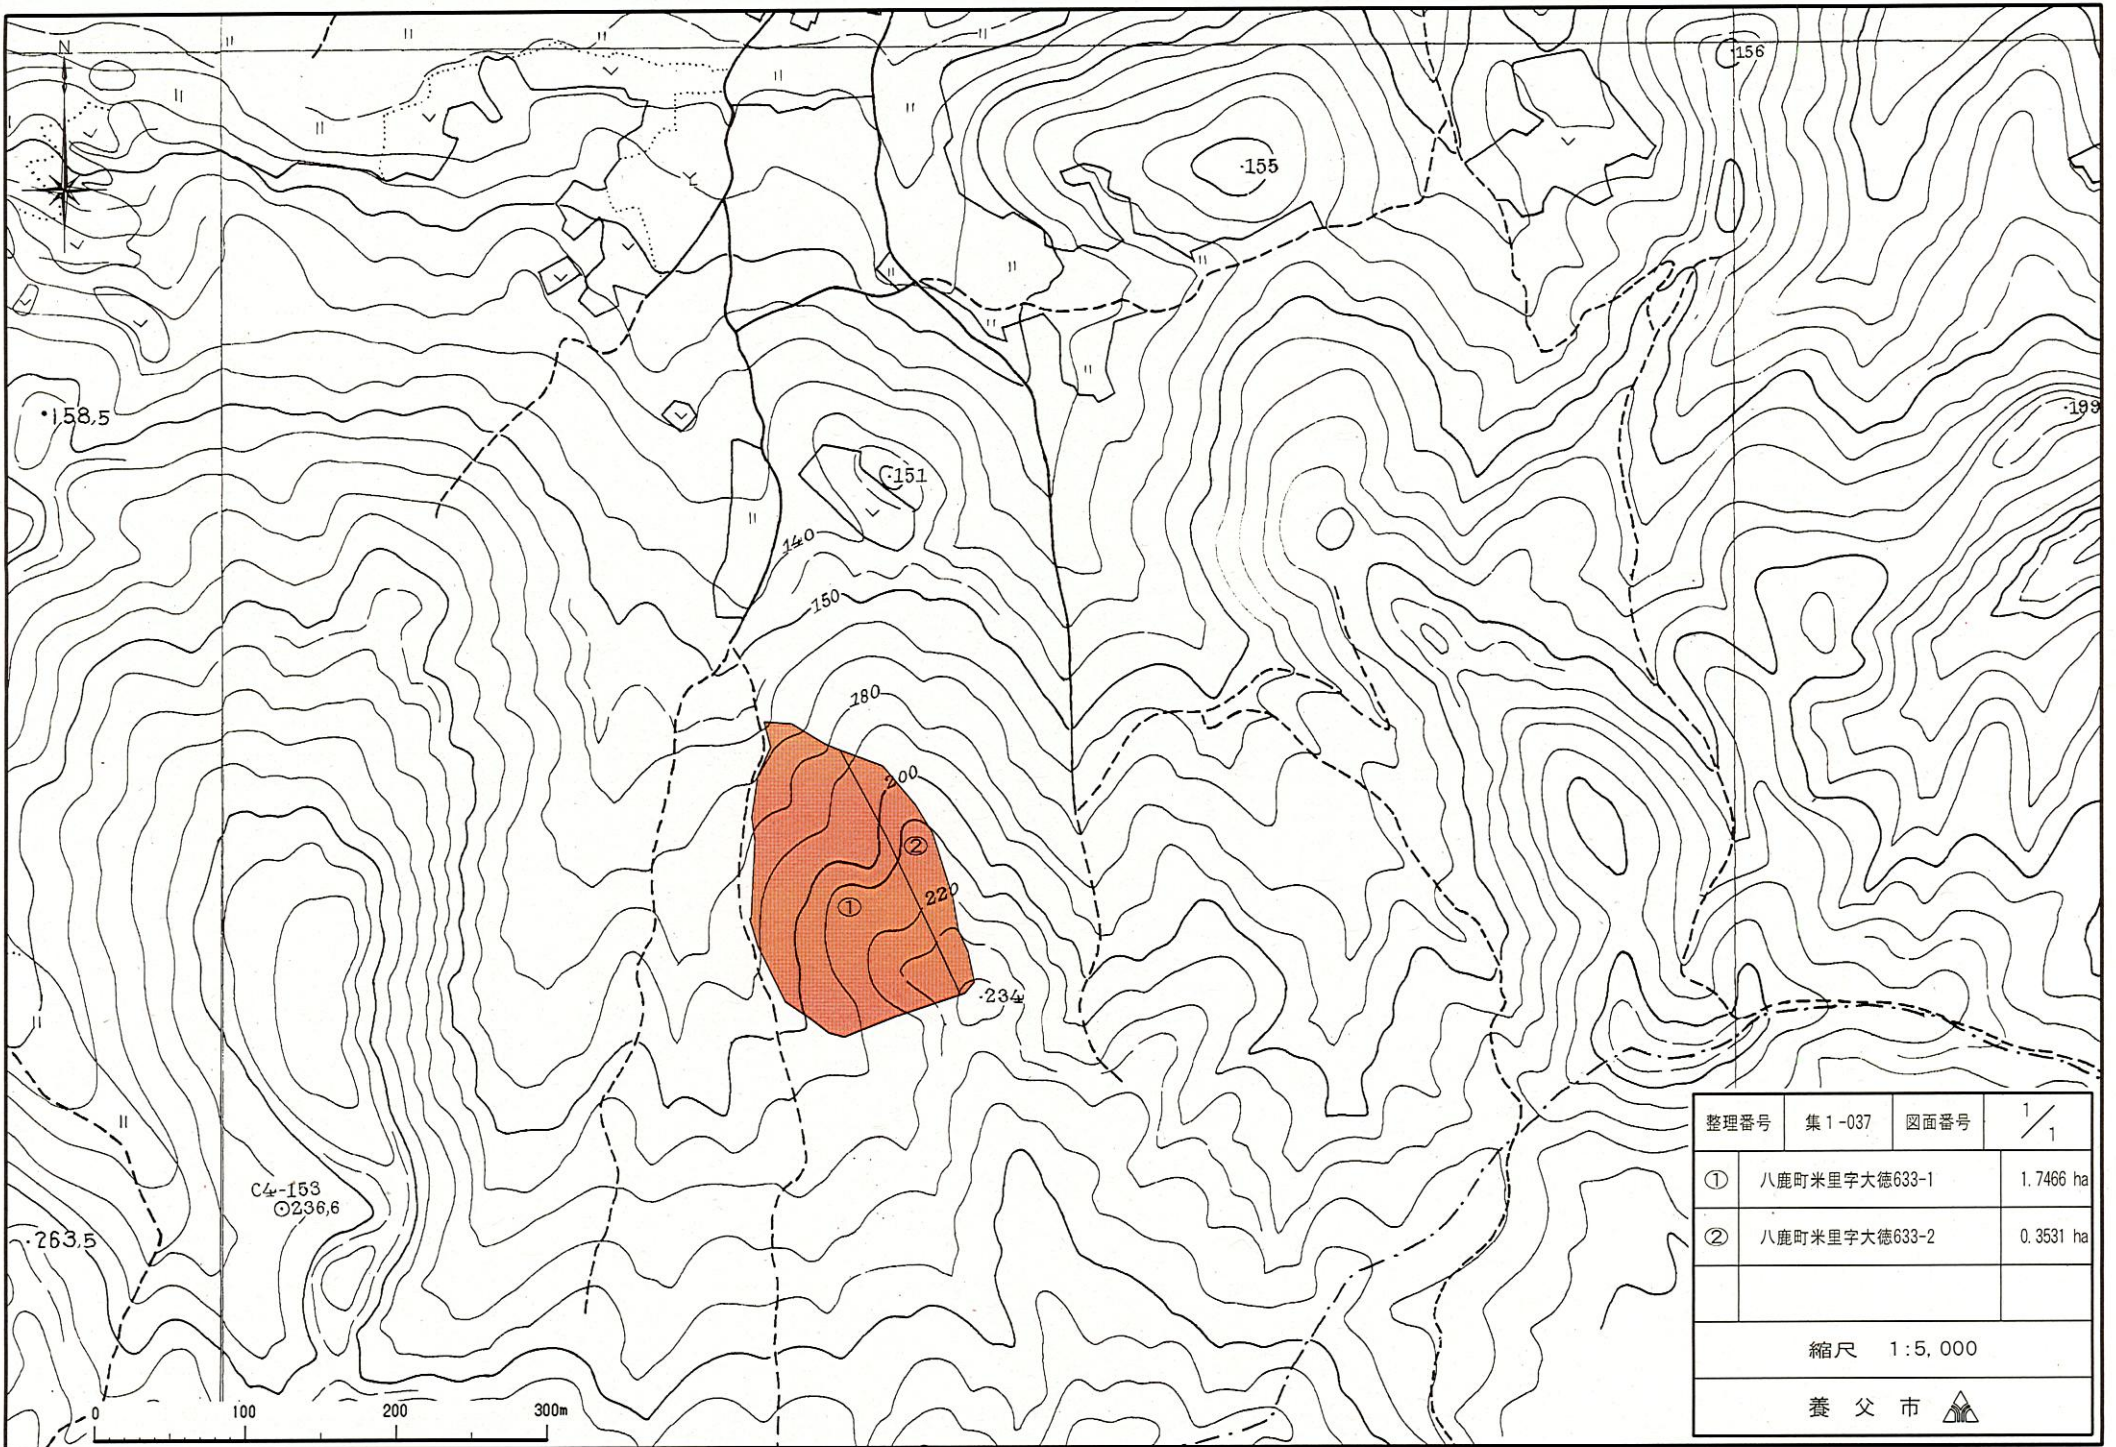 N
156
155
158,5
199
151
140
150
180
200
②
220
①
234
C4-153
236,6
263,5
整理番号 集1-037 図面番号 1/1
① 八鹿町米里字大徳633-1 1.7466 ha
② 八鹿町米里字大徳633-2 0.3531 ha
縮尺 1:5,000
養父市
0 100 200 300m